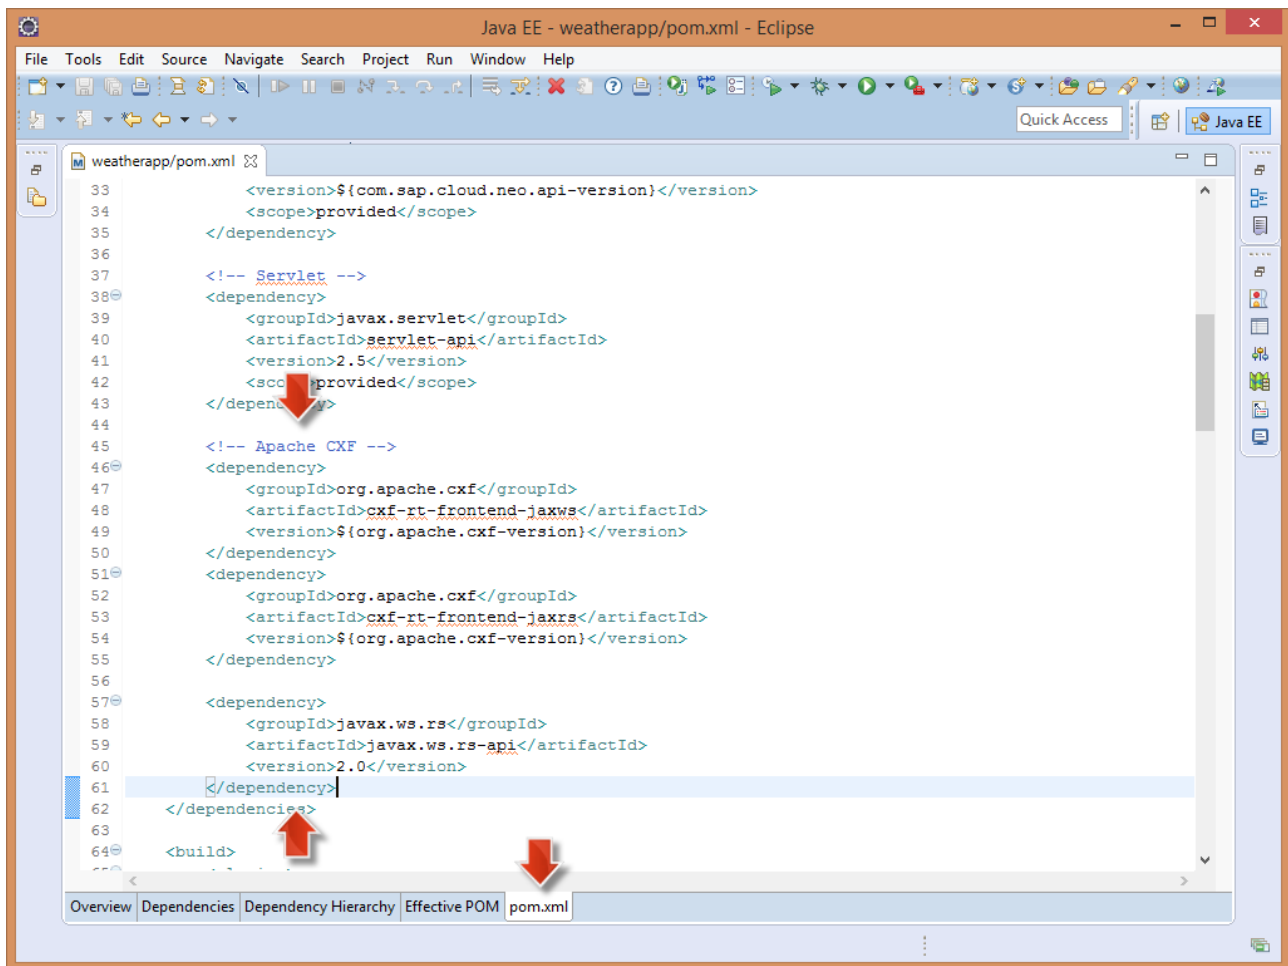 Java EE - weatherapp/pom.xml - Eclipse
File Tools Edit Source Navigate Search Project Run Window Help
Quick Access
Java EE
weatherapp/pom.xml
33 <version>${com.sap.cloud.neo.api-version}</version>
34 <scope>provided</scope>
35 </dependency>
36
37 <!-- Servlet -->
38 <dependency>
39 <groupId>javax.servlet</groupId>
40 <artifactId>servlet-api</artifactId>
41 <version>2.5</version>
42 provided</scope>
43
44
45 <!-- Apache CXF -->
46 <dependency>
47 <groupId>org.apache.cxf</groupId>
48 <artifactId>cxf-rt-frontend-jaxws</artifactId>
49 <version>${org.apache.cxf-version}</version>
50 </dependency>
51 <dependency>
52 <groupId>org.apache.cxf</groupId>
53 <artifactId>cxf-rt-frontend-jaxrs</artifactId>
54 <version>${org.apache.cxf-version}</version>
55 </dependency>
56
57 <dependency>
58 <groupId>javax.ws.rs</groupId>
59 <artifactId>javax.ws.rs-api</artifactId>
60 <version>2.0</version>
61 </dependency>
62 </dependencies>
63
64 <build>
Overview Dependencies Dependency Hierarchy Effective POM pom.xml